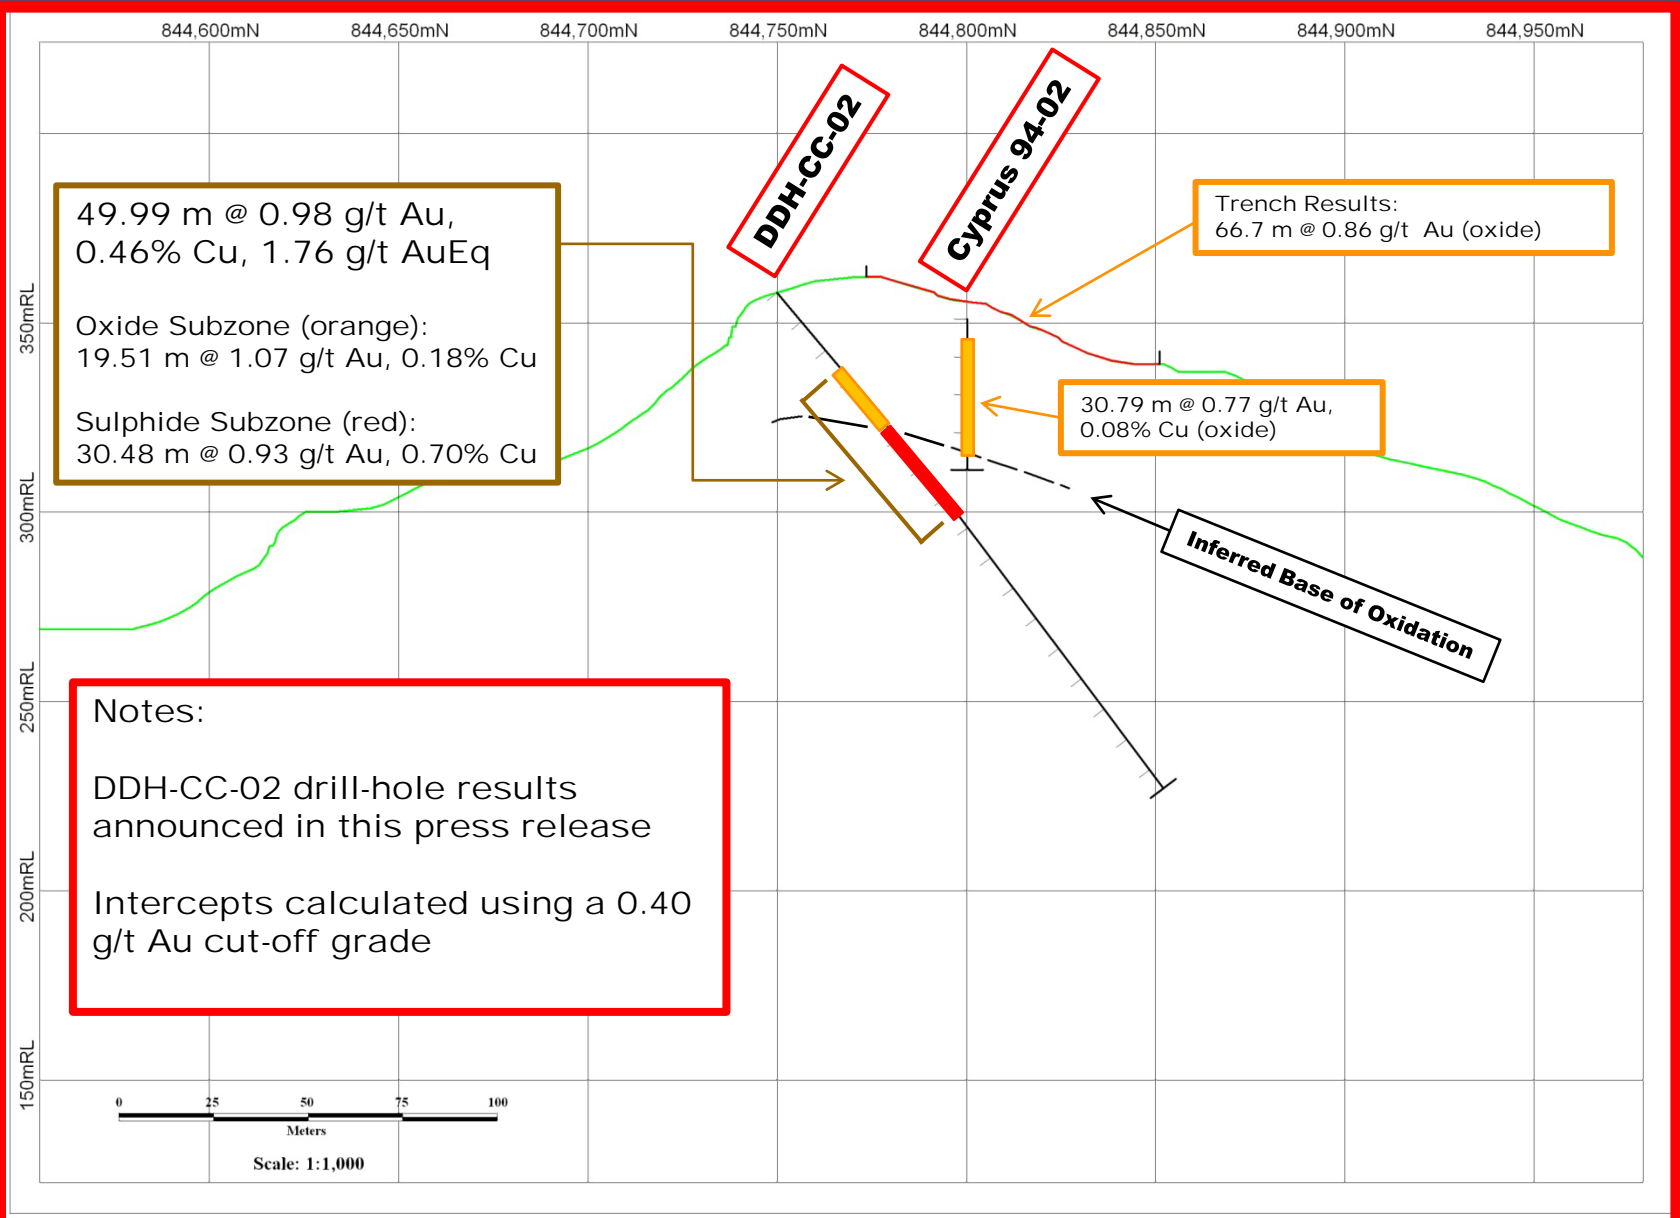 844,600mN 844,650mN 844,700mN 844,750mN 844,800mN 844,850mN 844,900mN 844,950mN
DDH-CC-02
Cyprus 94-02
49.99 m @ 0.98 g/t Au,
0.46% Cu, 1.76 g/t AuEq
Oxide Subzone (orange):
19.51 m @ 1.07 g/t Au, 0.18% Cu
Sulphide Subzone (red):
30.48 m @ 0.93 g/t Au, 0.70% Cu
Trench Results:
66.7 m @ 0.86 g/t Au (oxide)
30.79 m @ 0.77 g/t Au,
0.08% Cu (oxide)
Inferred Base of Oxidation
350mRL
300mRL
250mRL
200mRL
150mRL
Notes:
DDH-CC-02 drill-hole results
announced in this press release
Intercepts calculated using a 0.40
g/t Au cut-off grade
0 25 50 75 100
Meters
Scale: 1:1,000